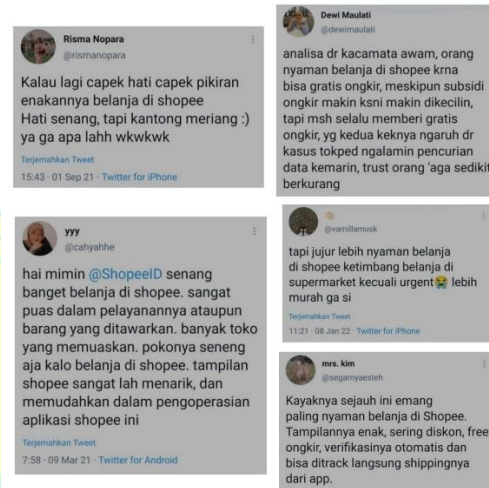 Risma Nopara
@rismanopara
Kalau lagi capek hati capek pikiran
enakannya belanja di shopee
Hati senang, tapi kantong meriang :)
ya ga apa lahh wkwkwk
Terjemahkan Tweet
15:43 · 01 Sep 21 · Twitter for iPhone
yyy
@cahyahhe
hai mimin @ShopeeID senang
banget belanja di shopee. sangat
puas dalam pelayanannya ataupun
barang yang ditawarkan. banyak toko
yang memuaskan. pokonya seneng
aja kalo belanja di shopee. tampilan
shopee sangat lah menarik, dan
memudahkan dalam pengoperasian
aplikasi shopee ini
Terjemahkan Tweet
7:58 · 09 Mar 21 · Twitter for Android
Dewi Maulati
@dewimaulati
analisa dr kacamata awam, orang
nyaman belanja di shopee krna
bisa gratis ongkir, meskipun subsidi
ongkir makin ksni makin dikecilin,
tapi msh selalu memberi gratis
ongkir, yg kedua keknya ngaruh dr
kasus tokped ngalamin pencurian
data kemarin, trust orang 'aga sedikit
berkurang
@vamillamusk
tapi jujur lebih nyaman belanja
di shopee ketimbang belanja di
supermarket kecuali urgent😭 lebih
murah ga si
Terjemahkan Tweet
11:21 · 08 Jan 22 · Twitter for iPhone
mrs. kim
@segarnyaesteh
Kayaknya sejauh ini emang
paling nyaman belanja di Shopee.
Tampilannya enak, sering diskon, free
ongkir, verifikasinya otomatis dan
bisa ditrack langsung shippingnya
dari app.